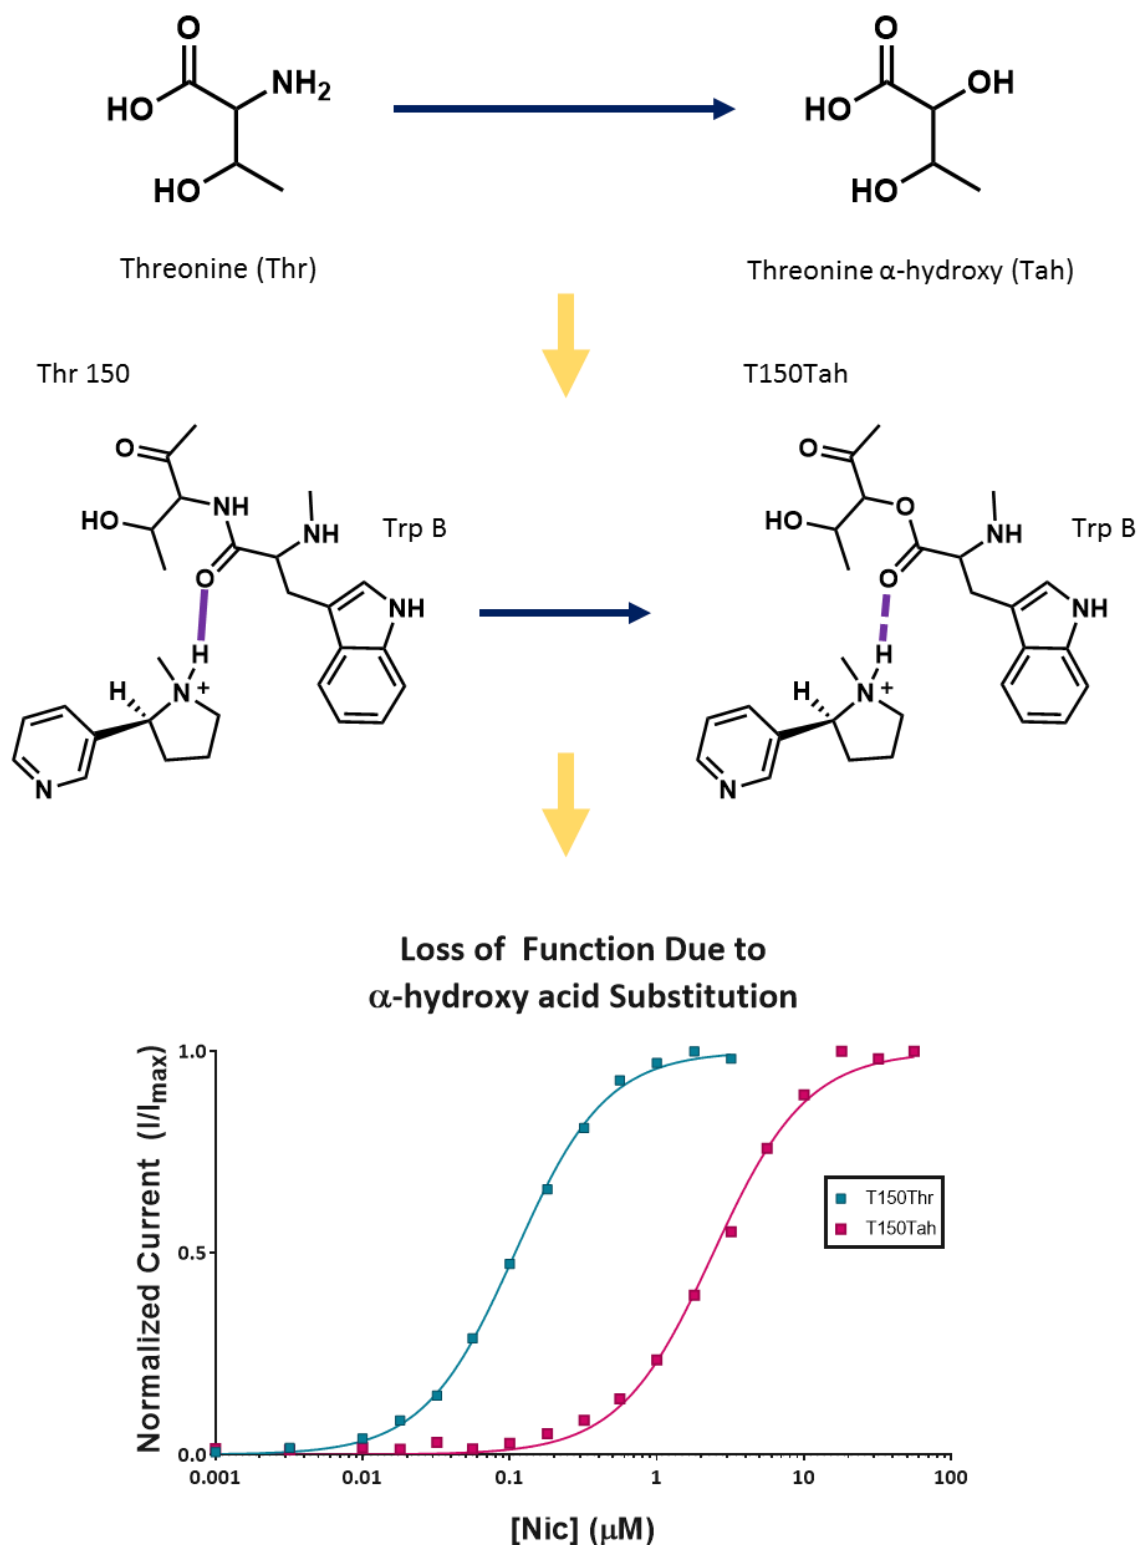 O
NH₂
HO
HO
Threonine (Thr)
O
OH
HO
HO
Threonine α-hydroxy (Tah)
Thr 150
O
HO
NH
NH
Trp B
O
NH
H
H
N
+
N
T150Tah
O
HO
O
NH
Trp B
O
NH
H
H
N
+
N
Loss of Function Due to
α-hydroxy acid Substitution
Normalized Current (I/Imax)
1.0
0.5
0.0
0.001
0.01
0.1
1
10
100
[Nic] (μM)
T150Thr
T150Tah